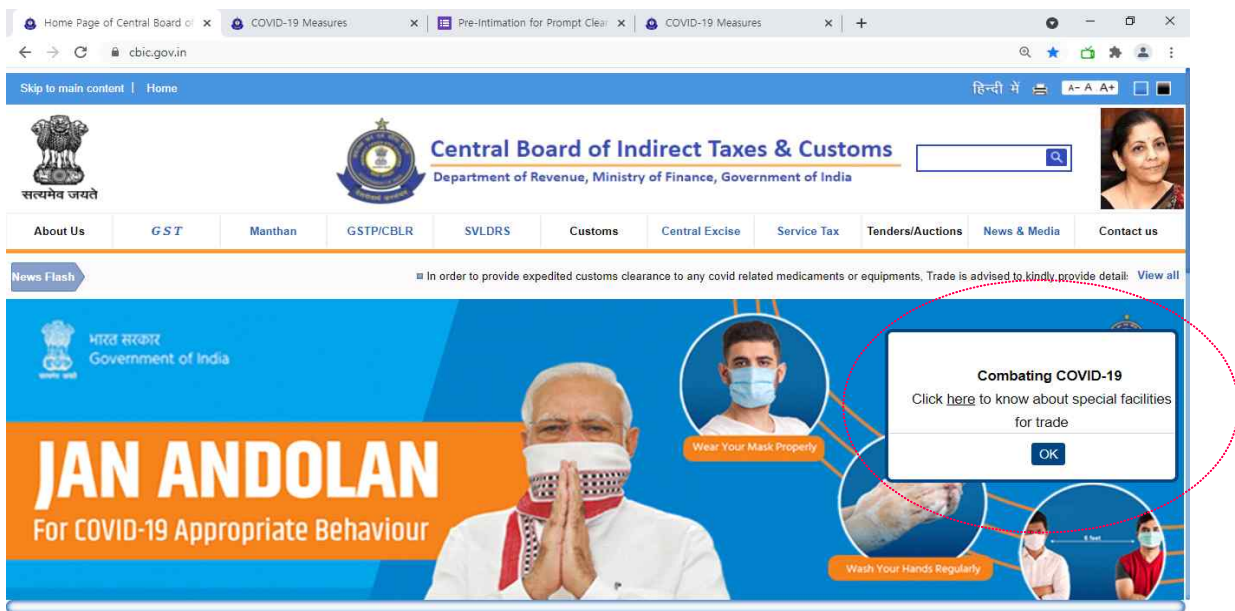 Home Page of Central Board of
COVID-19 Measures
Pre-Intimation for Prompt Clear
COVID-19 Measures
cbic.gov.in
Skip to main content | Home
हिन्दी में
A- A A+
सत्यमेव जयते
Central Board of Indirect Taxes & Customs
Department of Revenue, Ministry of Finance, Government of India
About Us GST Manthan GSTP/CBLR SVLDRS Customs Central Excise Service Tax Tenders/Auctions News & Media Contact us
News Flash
In order to provide expedited customs clearance to any covid related medicaments or equipments, Trade is advised to kindly provide details
View all
भारत सरकार
Government of India
JAN ANDOLAN
For COVID-19 Appropriate Behaviour
Wear Your Mask Properly
Wash Your Hands Regularly
6 feet
Combating COVID-19
Click here to know about special facilities
for trade
OK